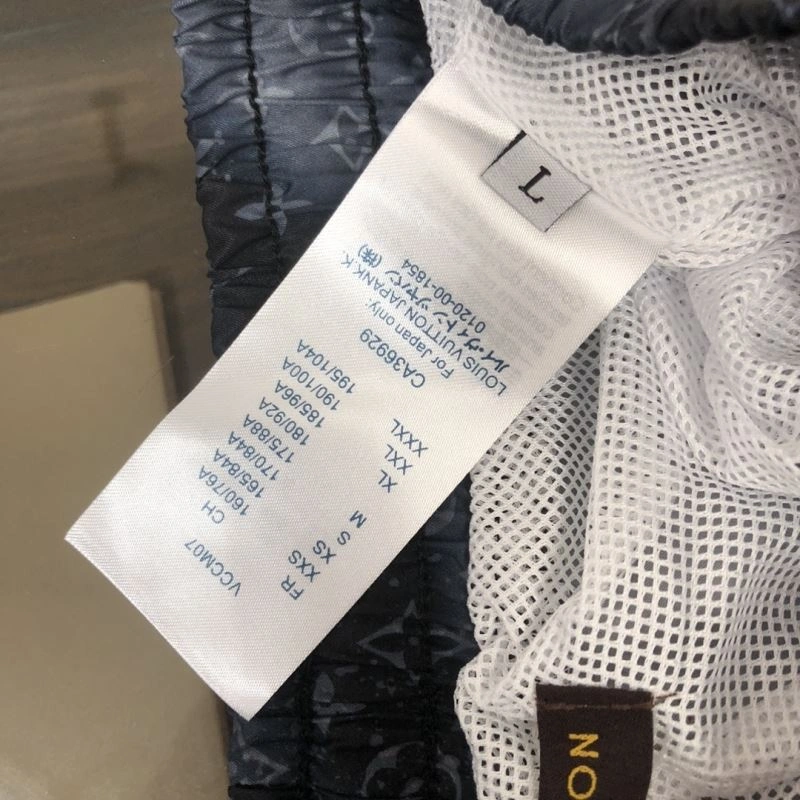 VCCM07
FR CH
XXS 160/76A
XS 165/84A
S 170/84A
M 175/88A
180/92A
XL 185/96A
XXL 190/100A
XXXL 195/104A
CA36929
For Japan only:
LOUIS VUITTON JAPAN K.K.
ルイ・ヴィトン ジャパン (株)
0120-00-1854
L
NO